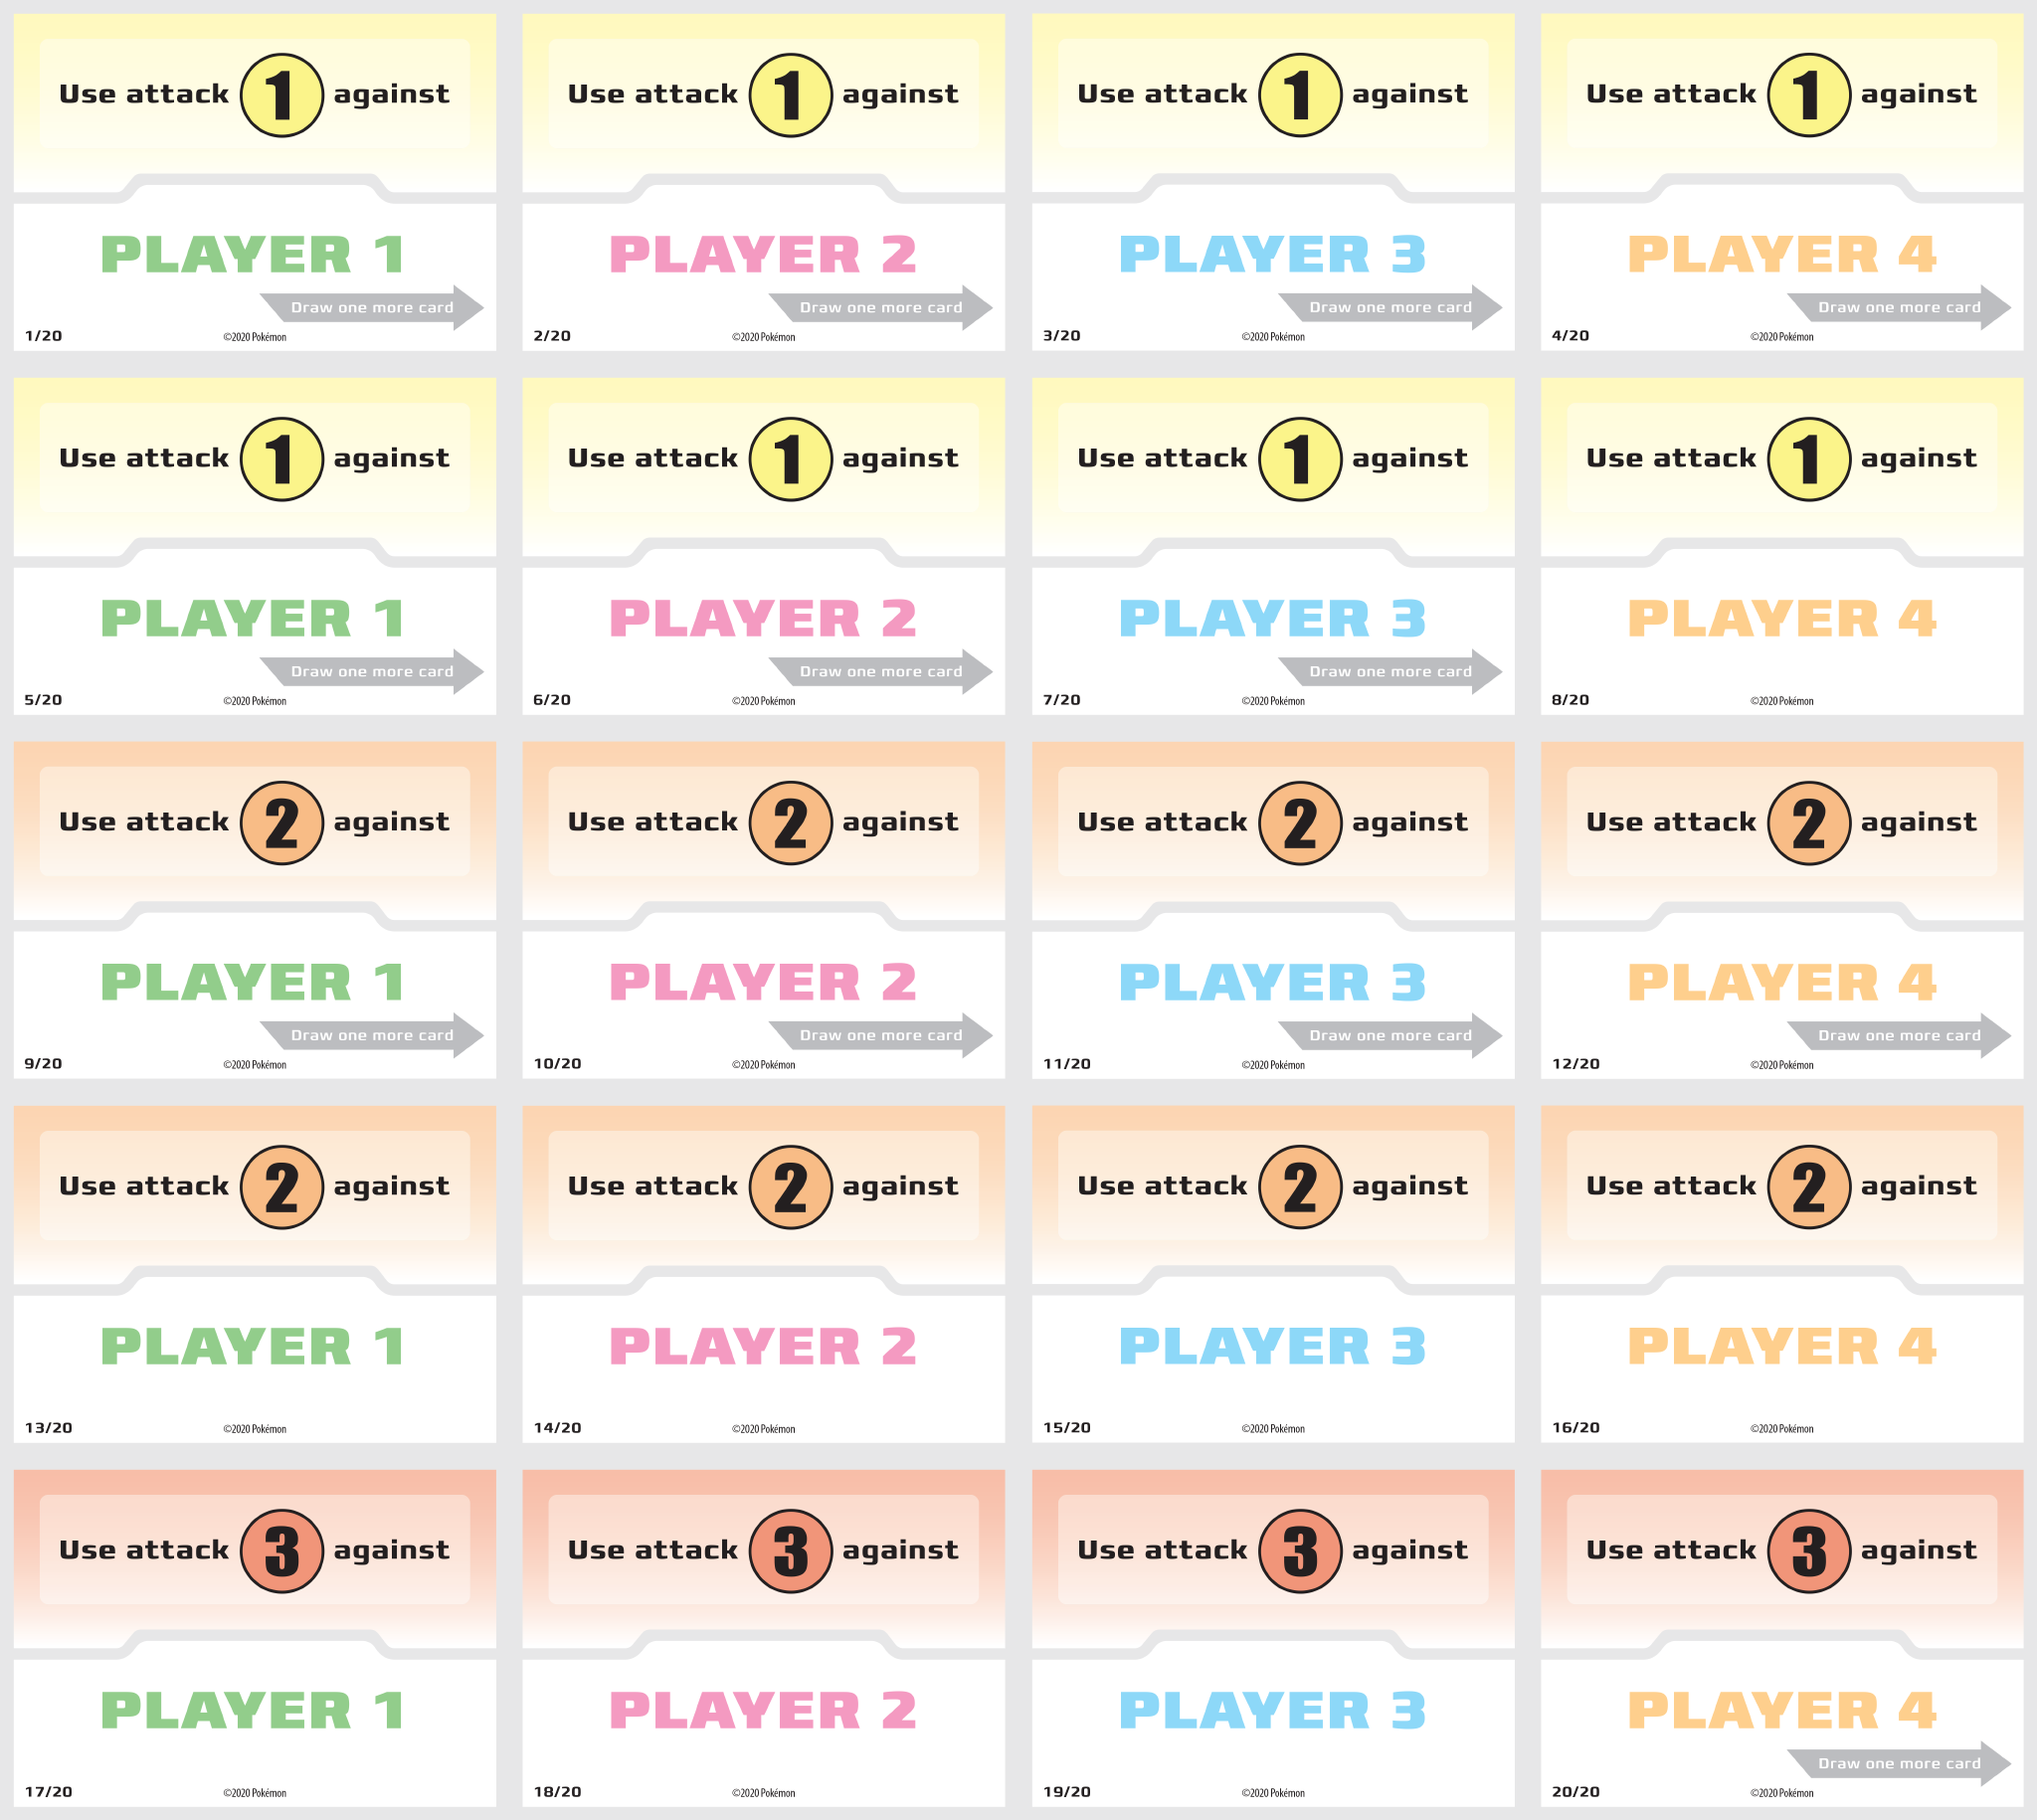 Use attack 1 against
PLAYER 1
Draw one more card
1/20 ©2020 Pokémon
Use attack 1 against
PLAYER 2
Draw one more card
2/20 ©2020 Pokémon
Use attack 1 against
PLAYER 3
Draw one more card
3/20 ©2020 Pokémon
Use attack 1 against
PLAYER 4
Draw one more card
4/20 ©2020 Pokémon
Use attack 1 against
PLAYER 1
Draw one more card
5/20 ©2020 Pokémon
Use attack 1 against
PLAYER 2
Draw one more card
6/20 ©2020 Pokémon
Use attack 1 against
PLAYER 3
Draw one more card
7/20 ©2020 Pokémon
Use attack 1 against
PLAYER 4
8/20 ©2020 Pokémon
Use attack 2 against
PLAYER 1
Draw one more card
9/20 ©2020 Pokémon
Use attack 2 against
PLAYER 2
Draw one more card
10/20 ©2020 Pokémon
Use attack 2 against
PLAYER 3
Draw one more card
11/20 ©2020 Pokémon
Use attack 2 against
PLAYER 4
Draw one more card
12/20 ©2020 Pokémon
Use attack 2 against
PLAYER 1
13/20 ©2020 Pokémon
Use attack 2 against
PLAYER 2
14/20 ©2020 Pokémon
Use attack 2 against
PLAYER 3
15/20 ©2020 Pokémon
Use attack 2 against
PLAYER 4
16/20 ©2020 Pokémon
Use attack 3 against
PLAYER 1
17/20 ©2020 Pokémon
Use attack 3 against
PLAYER 2
18/20 ©2020 Pokémon
Use attack 3 against
PLAYER 3
19/20 ©2020 Pokémon
Use attack 3 against
PLAYER 4
Draw one more card
20/20 ©2020 Pokémon